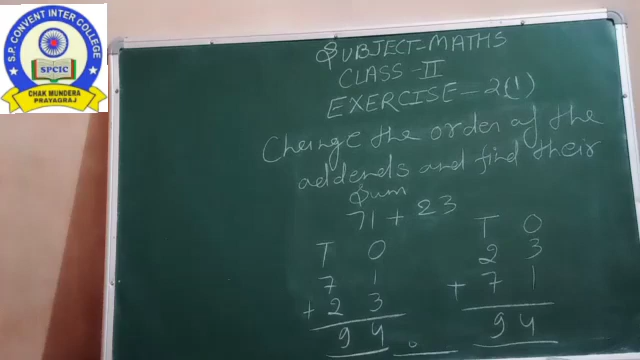 S.P. CONVENT INTER COLLEGE
SPCIC
CHAK MUNDERA
PRAYAGRAJ
SUBJECT-MATHS
CLASS-II
EXERCISE-2(1)
Change the order of the
addends and find their
Sum
71 + 23
T O
7 1
+ 2 3
9 4
T O
2 3
+ 7 1
9 4